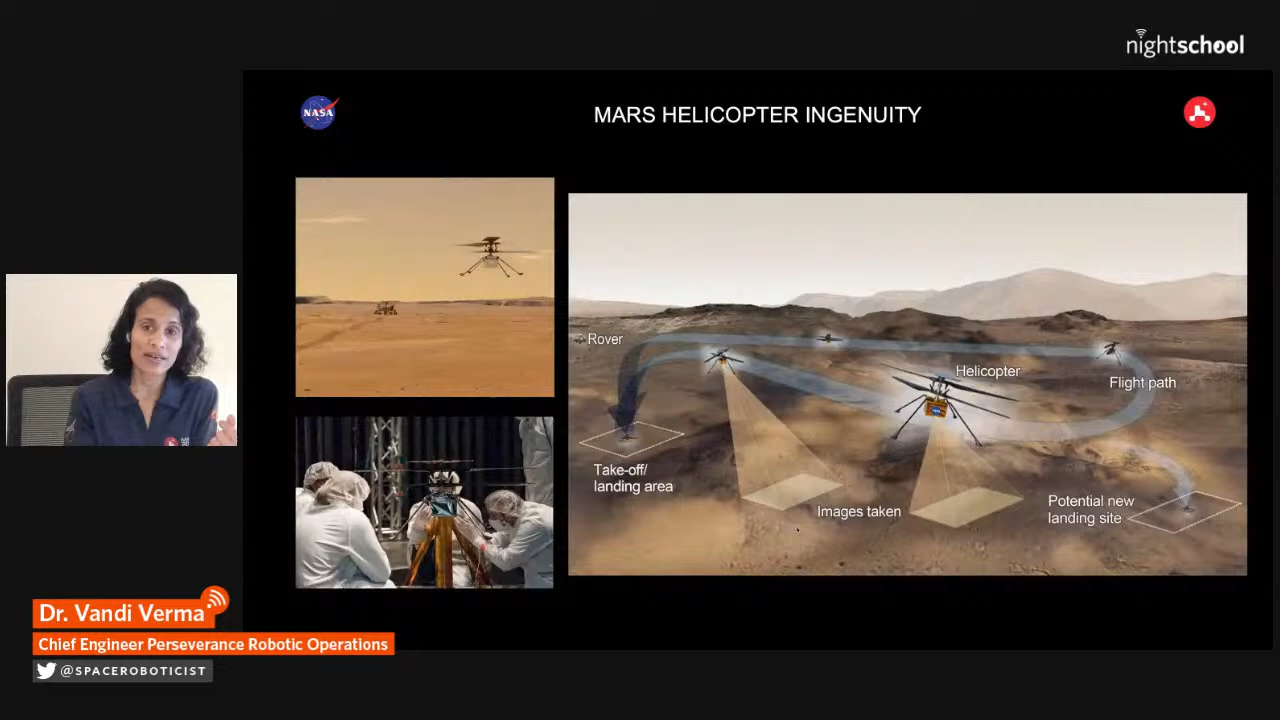 nightschool
NASA
MARS HELICOPTER INGENUITY
Rover
Helicopter
Flight path
Take-off/
landing area
Images taken
Potential new
landing site
Dr. Vandi Verma
Chief Engineer Perseverance Robotic Operations
@SPACEROBOTICIST